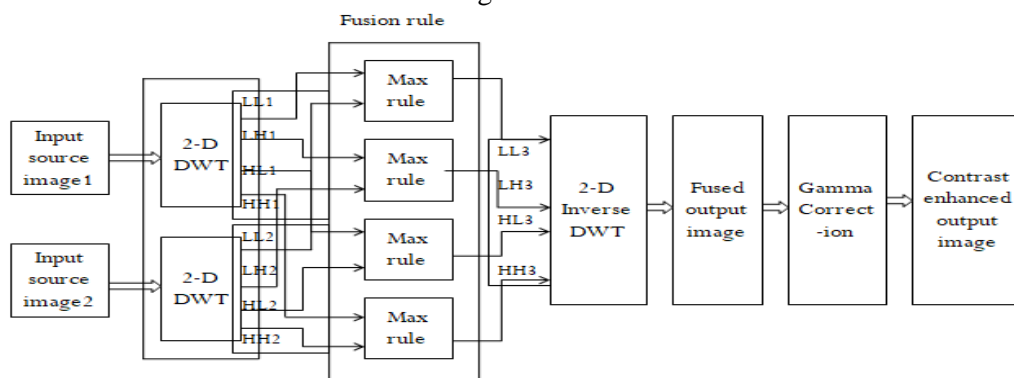 Fusion rule
Input
source
image1
2-D
DWT
LL1
LH1
HL1
HH1
Input
source
image2
2-D
DWT
LL2
LH2
HL2
HH2
Max
rule
Max
rule
Max
rule
Max
rule
LL3
LH3
HL3
HH3
2-D
Inverse
DWT
Fused
output
image
Gamma
Correct
-ion
Contrast
enhanced
output
image